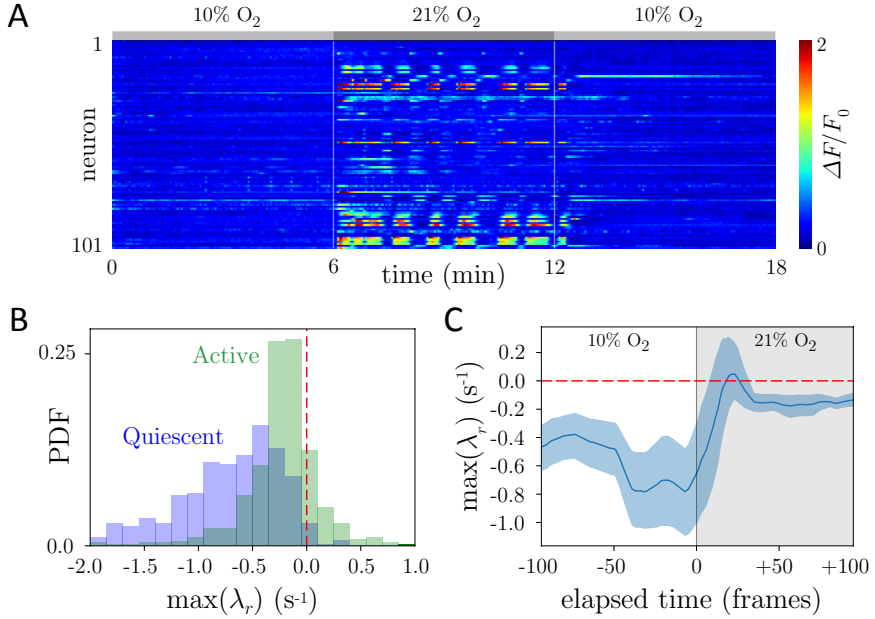 A
10% O₂ 21% O₂ 10% O₂
1
neuron
101
0 6 12 18
time (min)
2
0
ΔF/F₀
B
Active
Quiescent
PDF
0.25
0.0
-2.0 -1.5 -1.0 -0.5 0.0 0.5 1.0
max(λᵣ) (s⁻¹)
C
10% O₂ 21% O₂
0.2
0.0
-0.2
-0.4
-0.6
-0.8
-1.0
max(λᵣ) (s⁻¹)
-100 -50 0 +50 +100
elapsed time (frames)